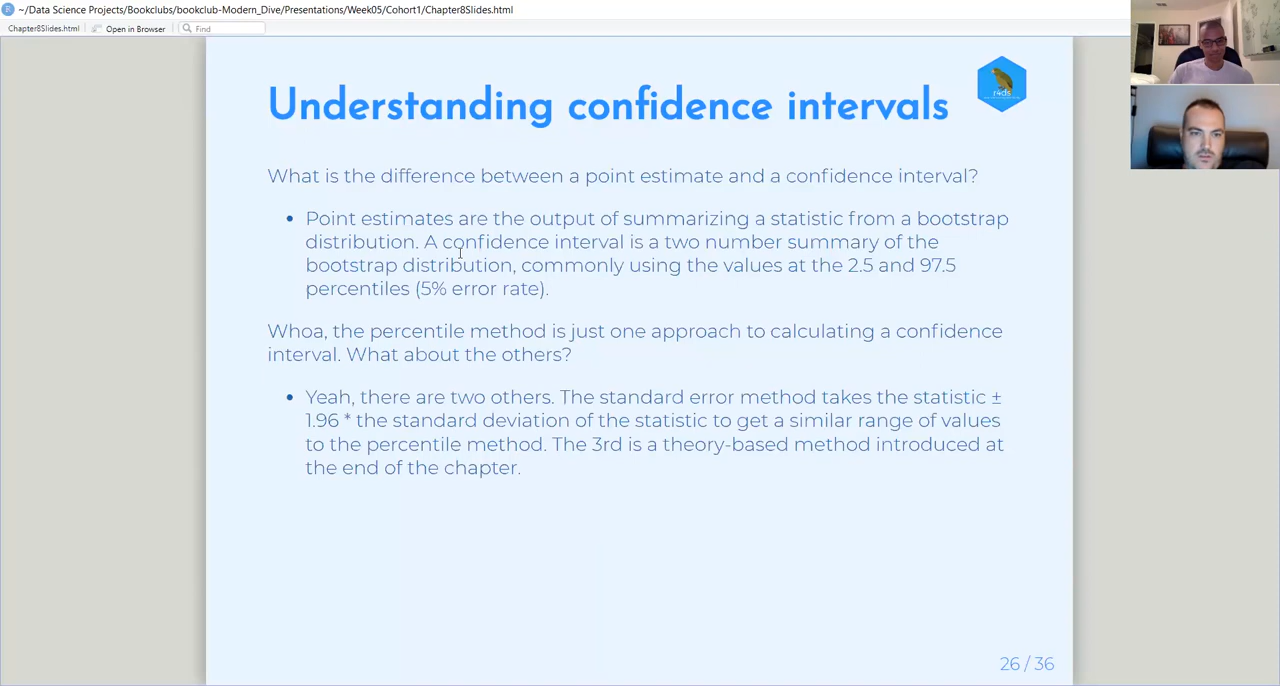 ~/Data Science Projects/Bookclubs/bookclub-Modern_Dive/Presentations/Week05/Cohort1/Chapter8Slides.html
Chapter8Slides.html
Open in Browser
Find
Understanding confidence intervals
r4ds
What is the difference between a point estimate and a confidence interval?
• Point estimates are the output of summarizing a statistic from a bootstrap
distribution. A confidence interval is a two number summary of the
bootstrap distribution, commonly using the values at the 2.5 and 97.5
percentiles (5% error rate).
Whoa, the percentile method is just one approach to calculating a confidence
interval. What about the others?
• Yeah, there are two others. The standard error method takes the statistic ±
1.96 * the standard deviation of the statistic to get a similar range of values
to the percentile method. The 3rd is a theory-based method introduced at
the end of the chapter.
26 / 36